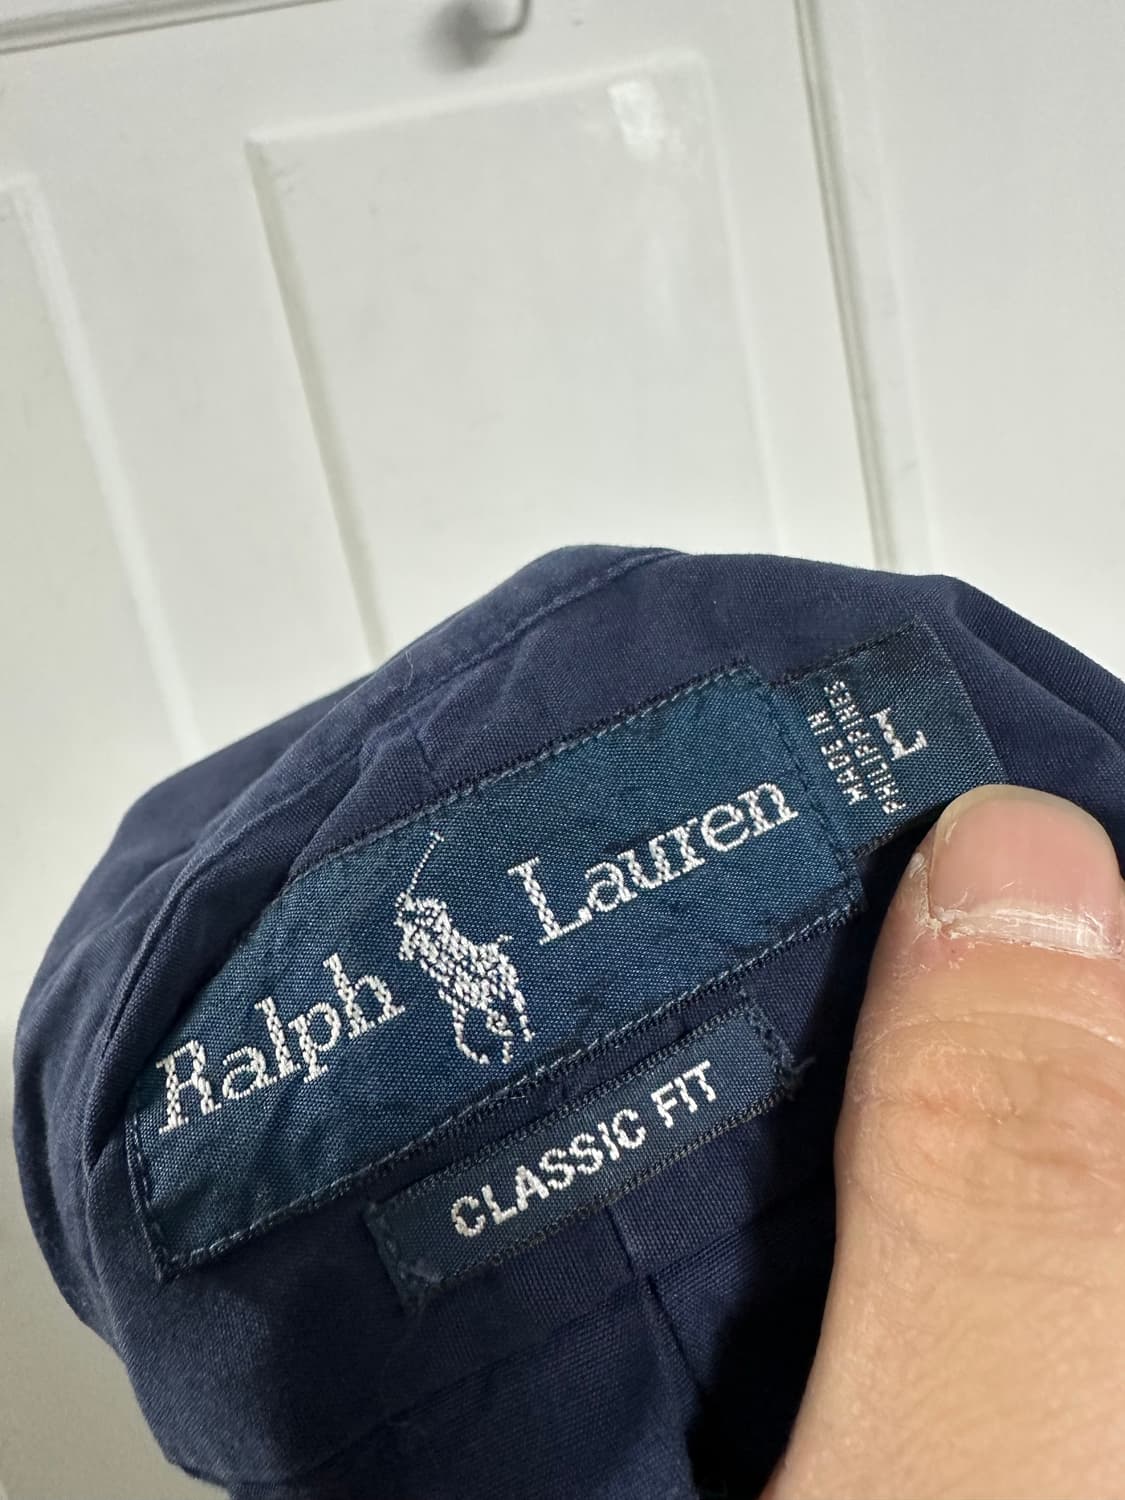 Ralph Lauren
MADE IN
PHILIPPINES
L
CLASSIC FIT